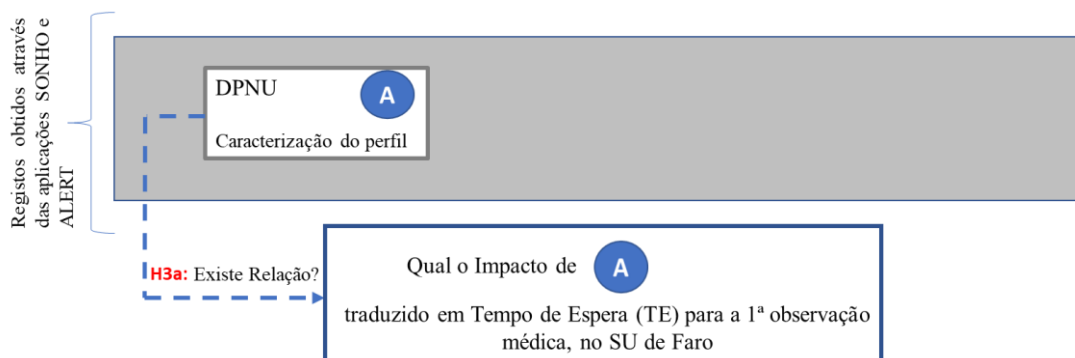 Registos obtidos através
das aplicações SONHO e
ALERT
DPNU
A
Caracterização do perfil
H3a: Existe Relação?
Qual o Impacto de A
traduzido em Tempo de Espera (TE) para a 1ª observação
médica, no SU de Faro